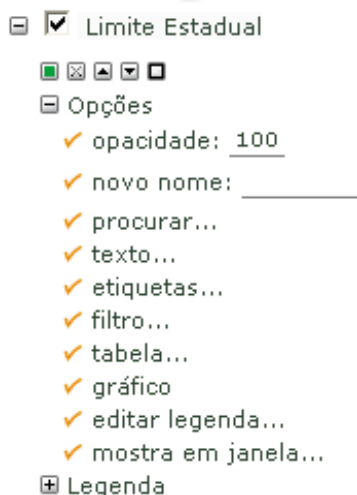 Limite Estadual
Opções
opacidade: 100
novo nome:
procurar...
texto...
etiquetas...
filtro...
tabela...
gráfico
editar legenda...
mostra em janela...
Legenda